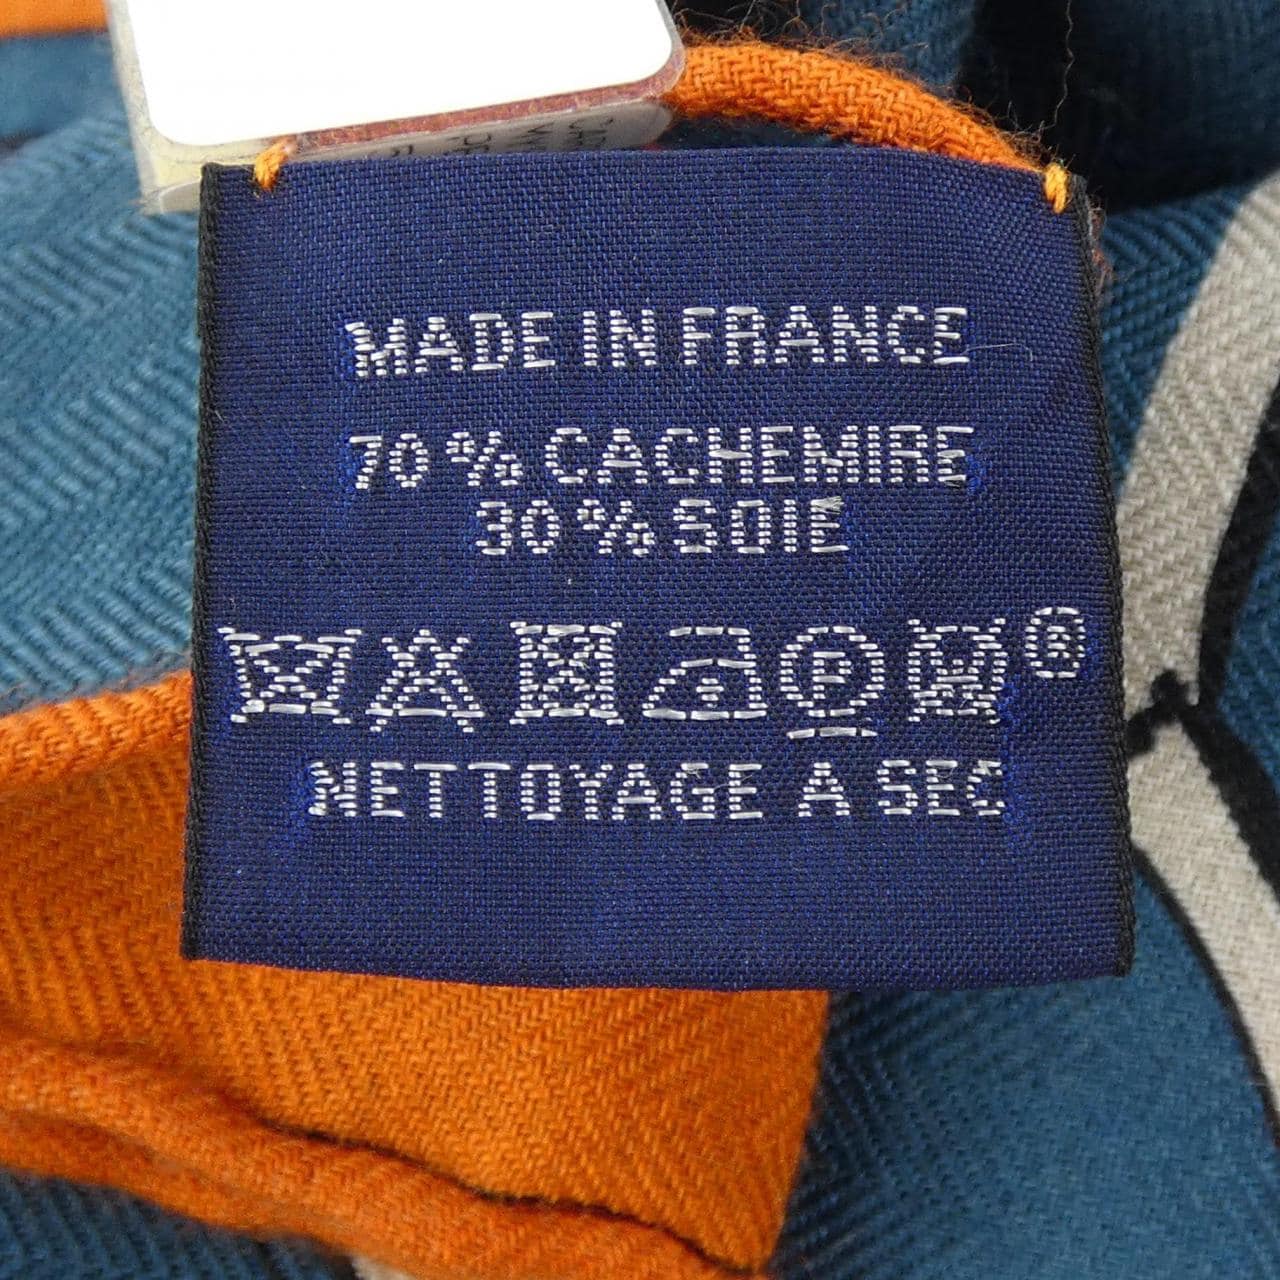 MADE IN FRANCE
70 % CACHEMIRE
30 % SOIE
P ®
NETTOYAGE A SEC